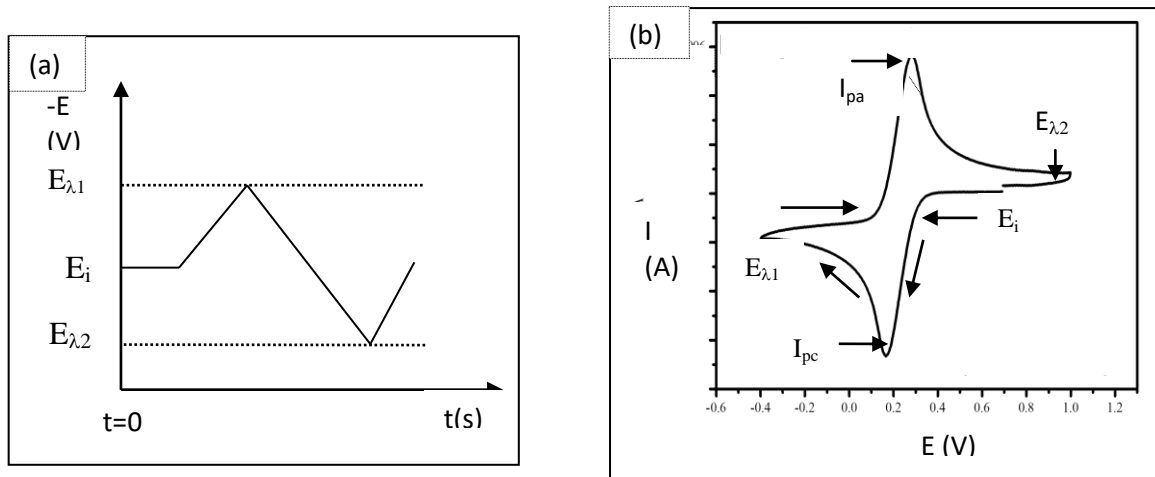 (a)
-E
(V)
Eλ1
Ei
Eλ2
t=0
t(s)
(b)
Ipa
Eλ2
I
(A)
Ei
Eλ1
Ipc
-0.6 -0.4 -0.2 0.0 0.2 0.4 0.6 0.8 1.0 1.2
E (V)